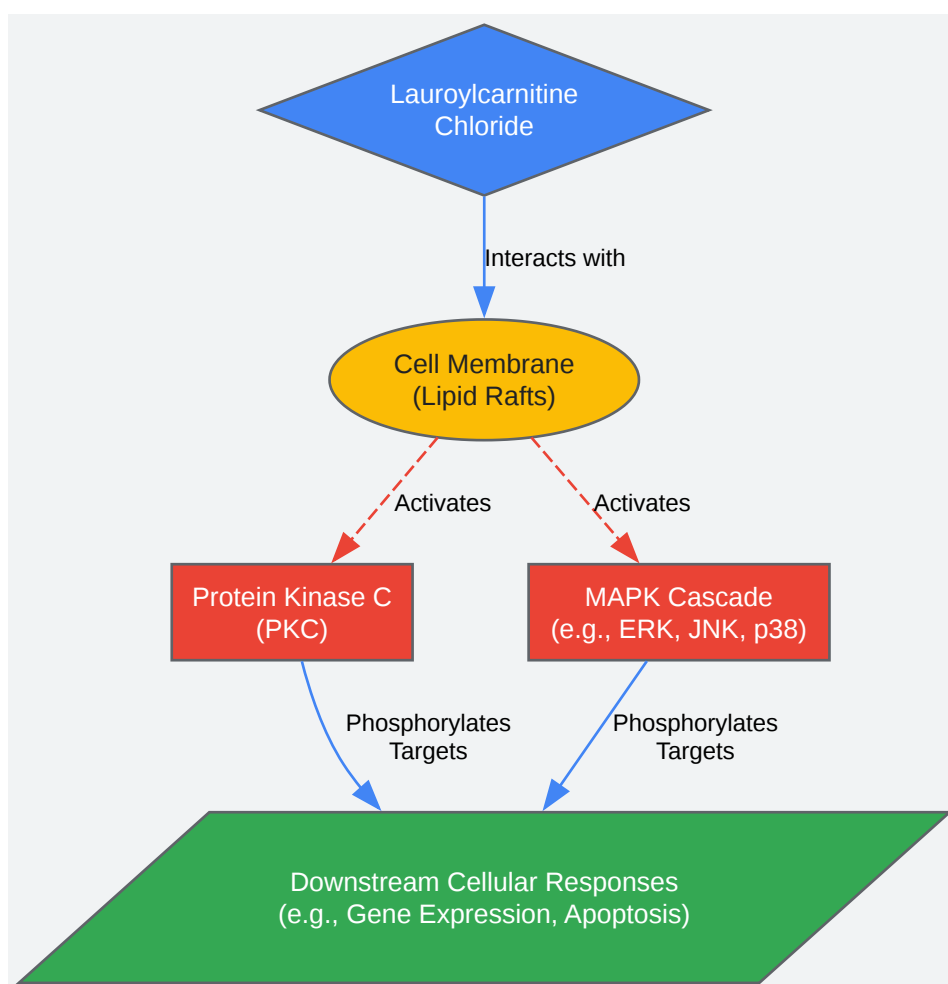 Lauroylcarnitine
Chloride
Interacts with
Cell Membrane
(Lipid Rafts)
Activates
Activates
Protein Kinase C
(PKC)
MAPK Cascade
(e.g., ERK, JNK, p38)
Phosphorylates
Targets
Phosphorylates
Targets
Downstream Cellular Responses
(e.g., Gene Expression, Apoptosis)